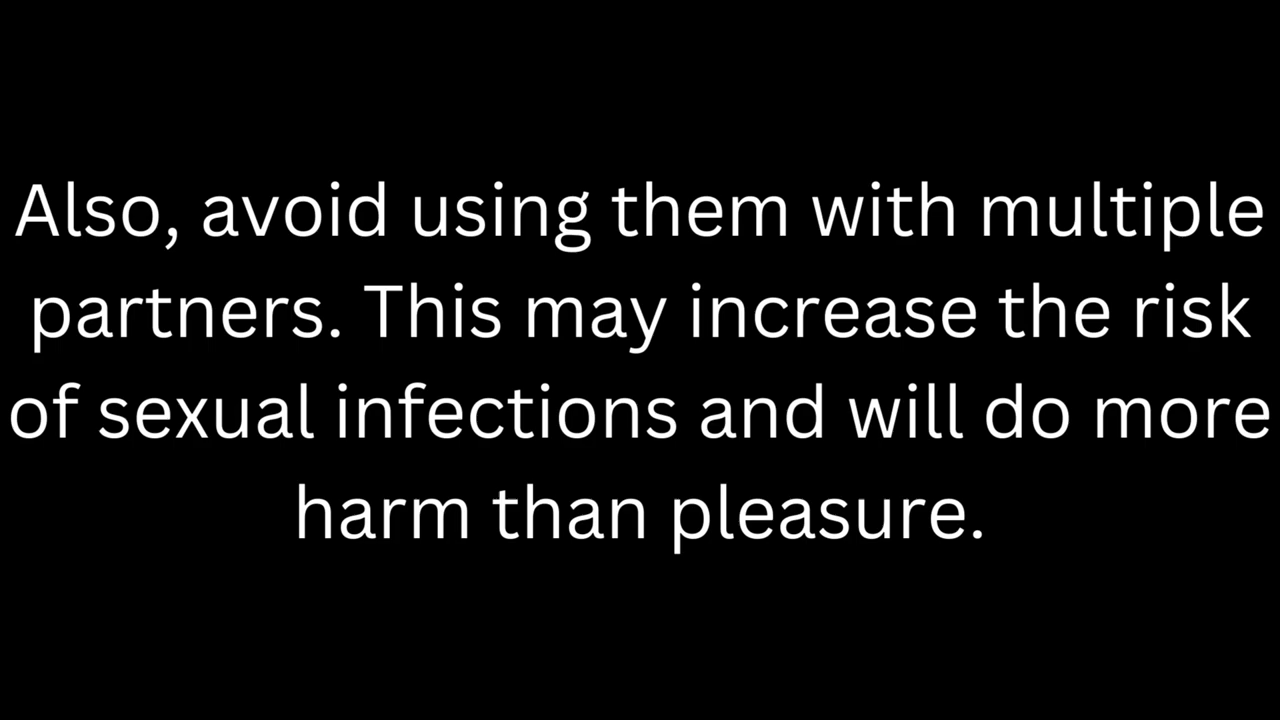 Also, avoid using them with multiple
partners. This may increase the risk
of sexual infections and will do more
harm than pleasure.